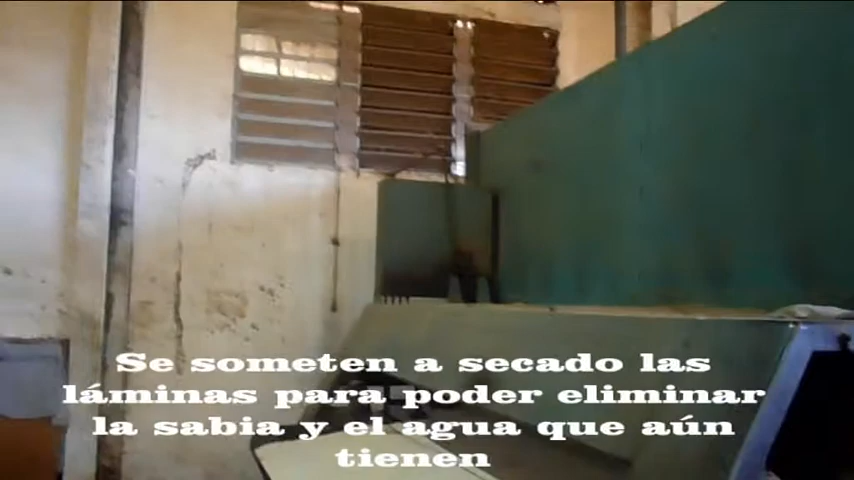 Se someten a secado las
láminas para poder eliminar
la sabia y el agua que aún
tienen